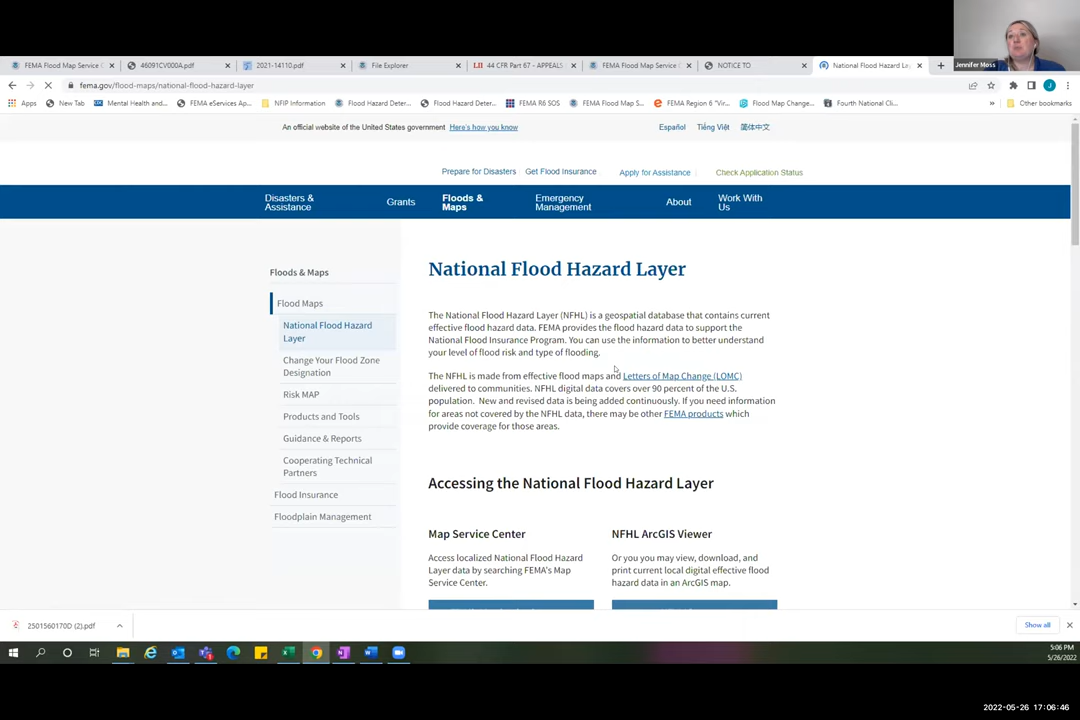 Jennifer Moss
FEMA Flood Map Service C
46091CV000A.pdf
2021-14110.pdf
File Explorer
LII 44 CFR Part 67 - APPEALS
FEMA Flood Map Service
NOTICE TO
National Flood Hazard La
fema.gov/flood-maps/national-flood-hazard-layer
Apps
New Tab
Mental Health and...
FEMA eServices Ap...
NFIP Information
Flood Hazard Deter...
Flood Hazard Deter...
FEMA R6 SOS
FEMA Flood Map S...
FEMA Region 6 "Vir...
Flood Map Change...
Fourth National Cli...
»
Other bookmarks
An official website of the United States government Here's how you know
Español Tiếng Việt 简体中文
Prepare for Disasters Get Flood Insurance Apply for Assistance Check Application Status
Disasters &
Assistance
Grants
Floods &
Maps
Emergency
Management
About
Work With
Us
Floods & Maps
Flood Maps
National Flood Hazard
Layer
Change Your Flood Zone
Designation
Risk MAP
Products and Tools
Guidance & Reports
Cooperating Technical
Partners
Flood Insurance
Floodplain Management
National Flood Hazard Layer
The National Flood Hazard Layer (NFHL) is a geospatial database that contains current
effective flood hazard data. FEMA provides the flood hazard data to support the
National Flood Insurance Program. You can use the information to better understand
your level of flood risk and type of flooding.
The NFHL is made from effective flood maps and Letters of Map Change (LOMC)
delivered to communities. NFHL digital data covers over 90 percent of the U.S.
population. New and revised data is being added continuously. If you need information
for areas not covered by the NFHL data, there may be other FEMA products which
provide coverage for those areas.
Accessing the National Flood Hazard Layer
Map Service Center
Access localized National Flood Hazard
Layer data by searching FEMA's Map
Service Center.
NFHL ArcGIS Viewer
Or you you may view, download, and
print current local digital effective flood
hazard data in an ArcGIS map.
2501560170D (2).pdf
Show all
5:06 PM
5/26/2022
2022-05-26 17:06:46